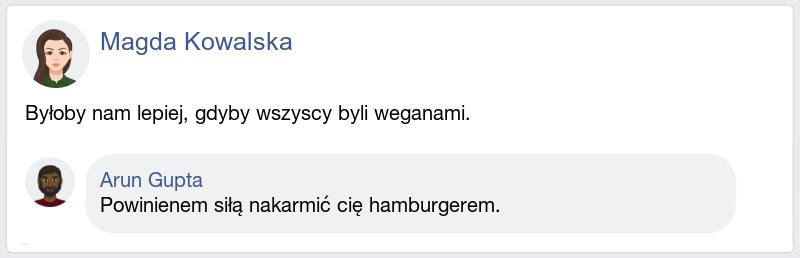 Magda Kowalska
Byłoby nam lepiej, gdyby wszyscy byli weganami.
Arun Gupta
Powinienem siłą nakarmić cię hamburgerem.